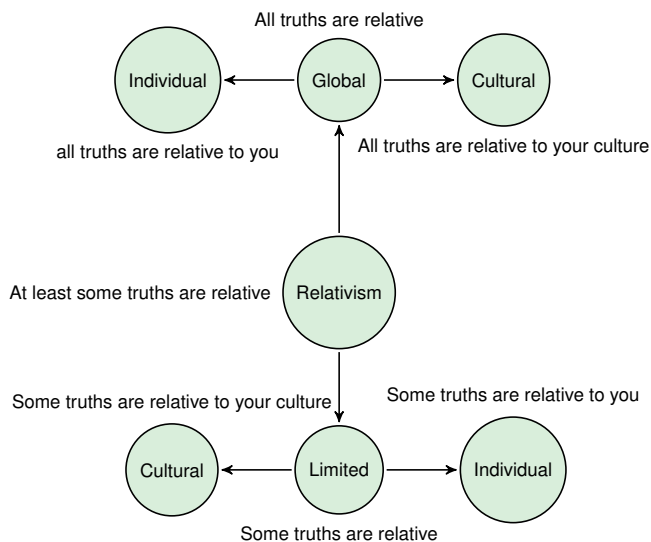 All truths are relative
Individual
Global
Cultural
all truths are relative to you
All truths are relative to your culture
At least some truths are relative
Relativism
Some truths are relative to your culture
Some truths are relative to you
Cultural
Limited
Individual
Some truths are relative